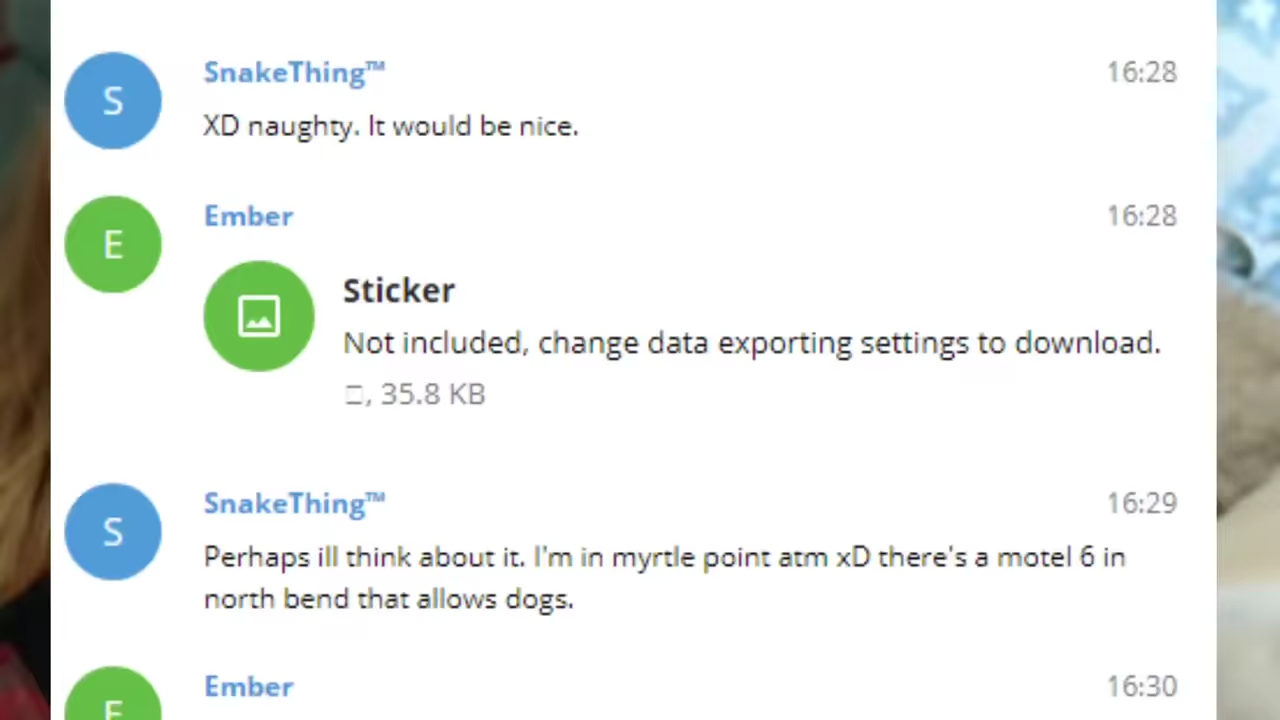 SnakeThing™ 16:28
S
XD naughty. It would be nice.
Ember 16:28
E
Sticker
Not included, change data exporting settings to download.
, 35.8 KB
SnakeThing™ 16:29
S
Perhaps ill think about it. I'm in myrtle point atm xD there's a motel 6 in
north bend that allows dogs.
Ember 16:30
E